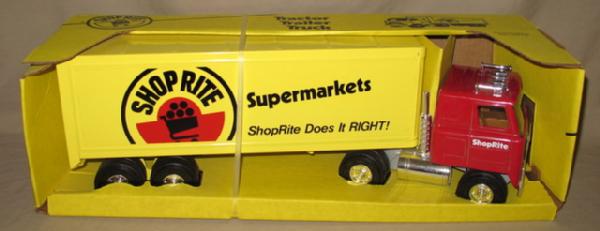 Tractor
Trailer
Truck
SHOP RITE
Supermarkets
ShopRite Does It RIGHT!
ShopRite